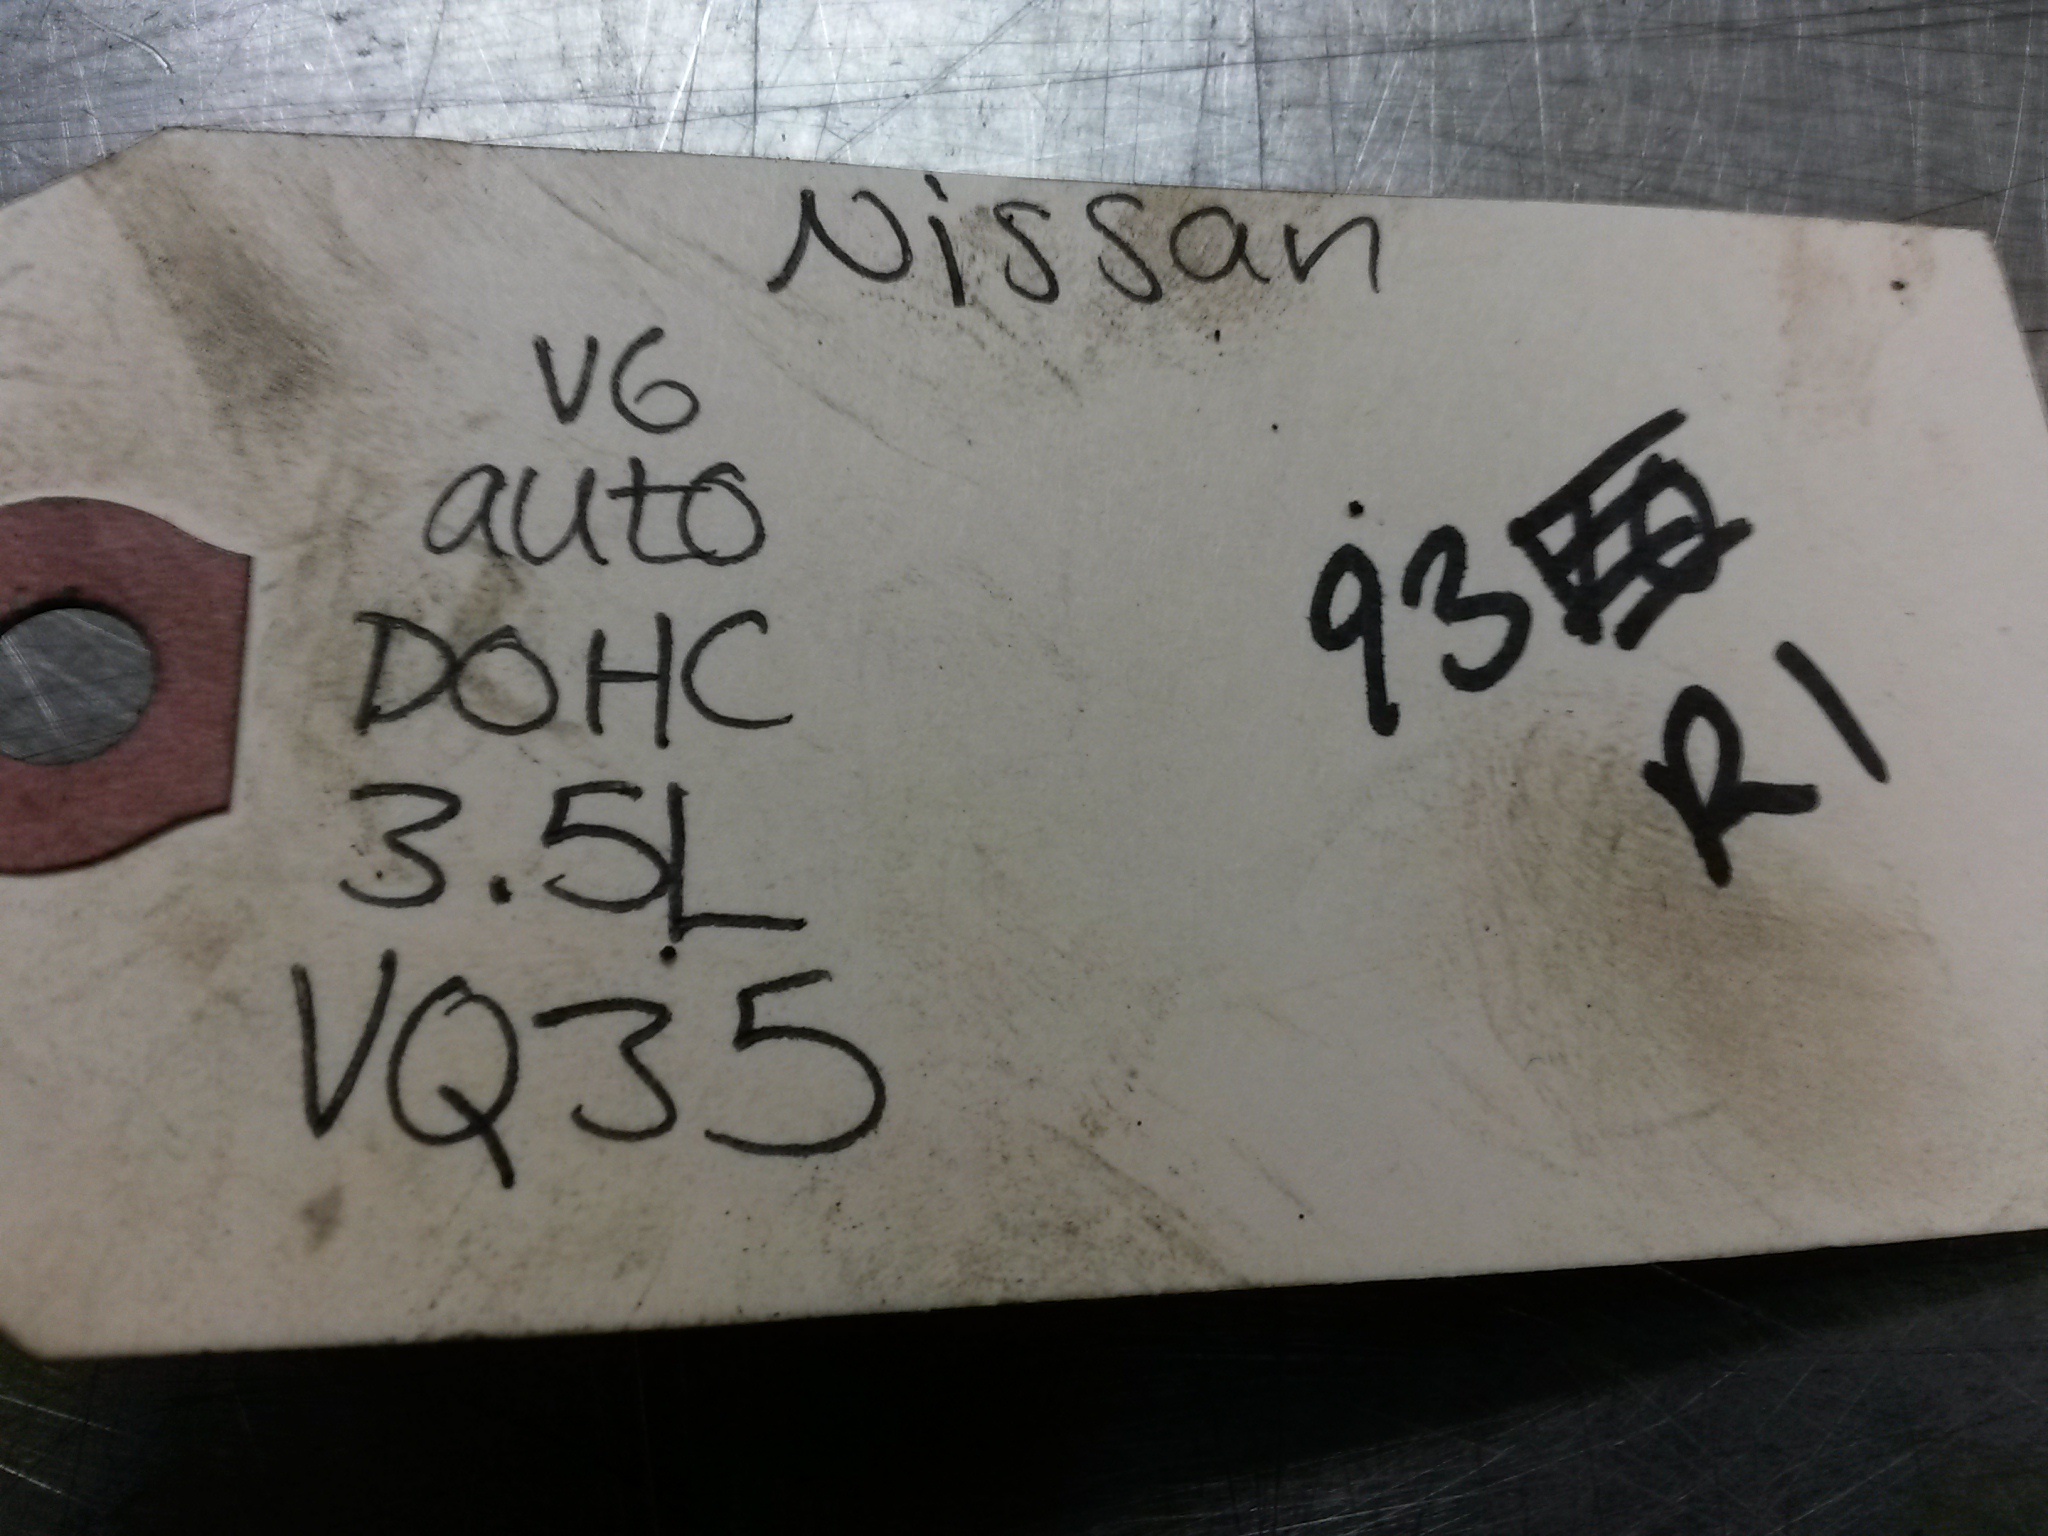 Nissan
V6
auto
DOHC
3.5L
VQ35
93
R1